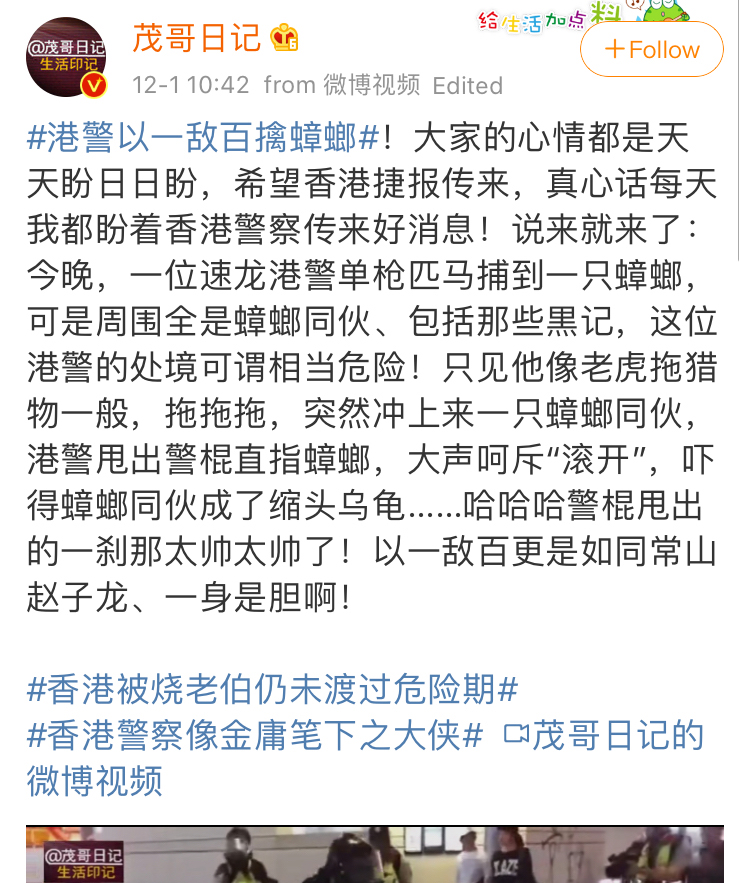 给生活加点料
@茂哥日记
生活印记
茂哥日记
+Follow
12-1 10:42 from 微博视频 Edited
#港警以一敌百擒蟑螂#！大家的心情都是天
天盼日日盼，希望香港捷报传来，真心话每天
我都盼着香港警察传来好消息！说来就来了：
今晚，一位速龙港警单枪匹马捕到一只蟑螂，
可是周围全是蟑螂同伙、包括那些黑记，这位
港警的处境可谓相当危险！只见他像老虎拖猎
物一般，拖拖拖，突然冲上来一只蟑螂同伙，
港警甩出警棍直指蟑螂，大声呵斥“滚开”，吓
得蟑螂同伙成了缩头乌龟……哈哈哈警棍甩出
的一刹那太帅太帅了！以一敌百更是如同常山
赵子龙、一身是胆啊！
#香港被烧老伯仍未渡过危险期#
#香港警察像金庸笔下之大侠# 茂哥日记的
微博视频
@茂哥日记
生活印记